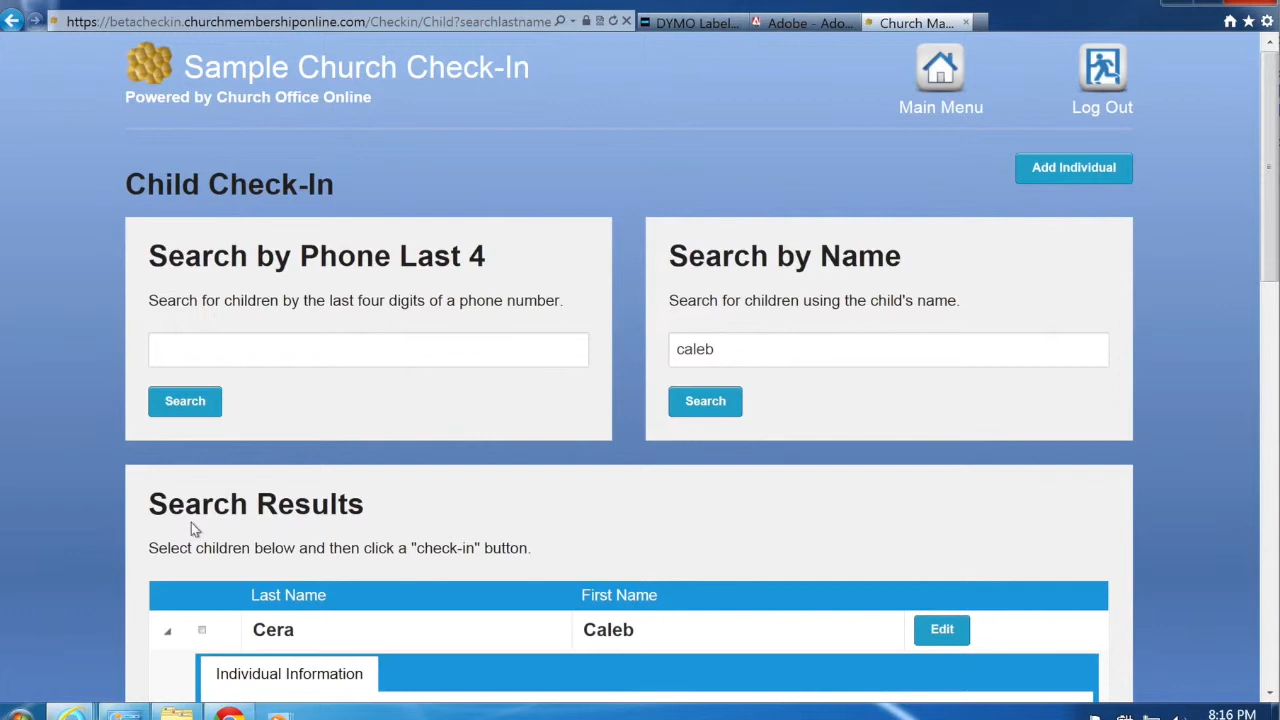 https://betacheckin.churchmembershiponline.com/Checkin/Child?searchlastname
DYMO Label...
Adobe - Ado...
Church Ma...
Sample Church Check-In
Powered by Church Office Online
Main Menu
Log Out
Add Individual
Child Check-In
Search by Phone Last 4
Search for children by the last four digits of a phone number.
Search
Search by Name
Search for children using the child's name.
caleb
Search
Search Results
Select children below and then click a "check-in" button.
Last Name
First Name
Cera
Caleb
Edit
Individual Information
8:16 PM